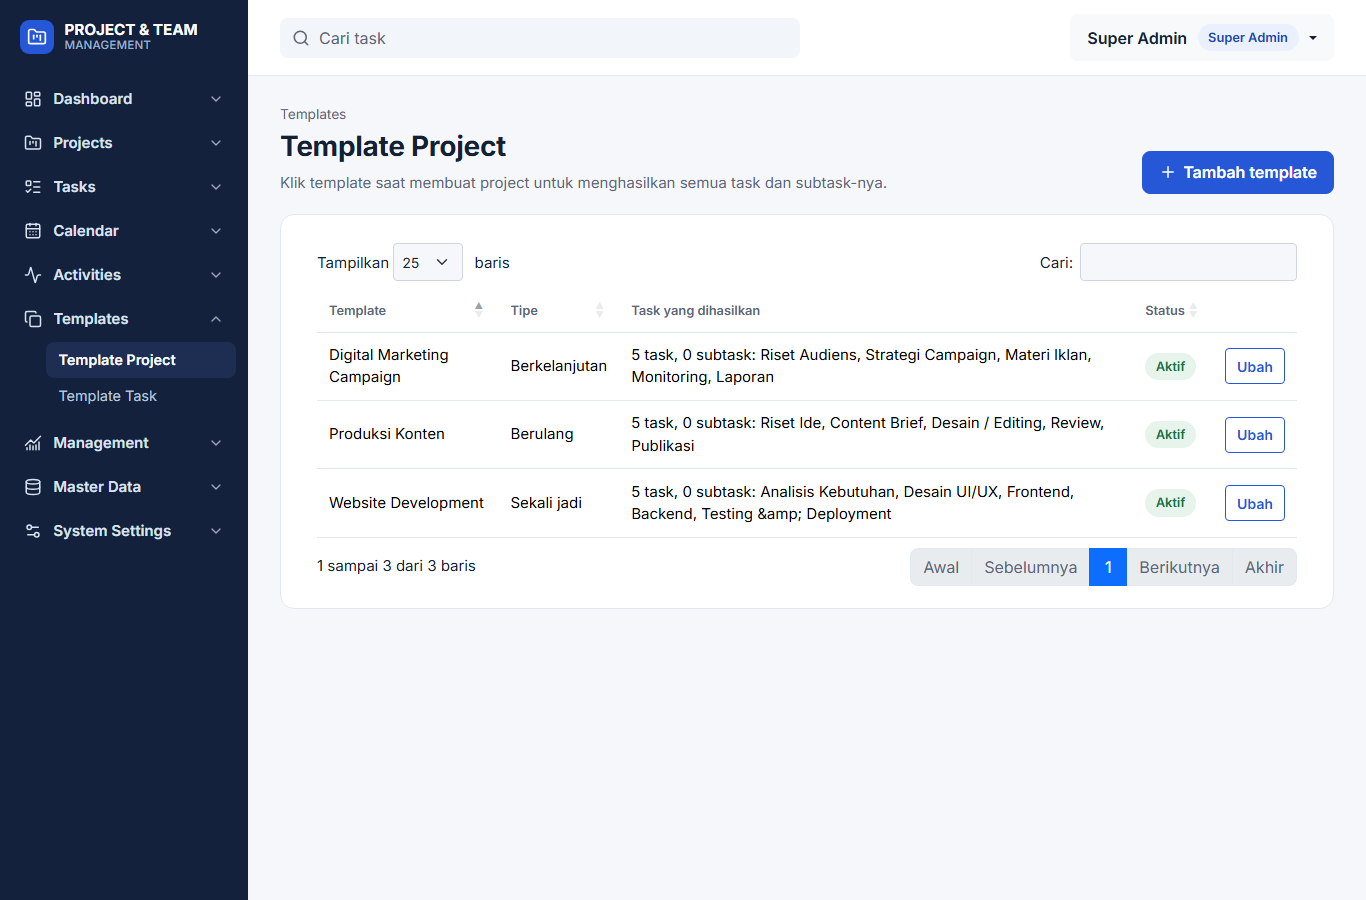 PROJECT & TEAM
MANAGEMENT
Dashboard
Projects
Tasks
Calendar
Activities
Templates
Template Project
Template Task
Management
Master Data
System Settings
Cari task
Super Admin Super Admin
Templates
Template Project
Klik template saat membuat project untuk menghasilkan semua task dan subtask-nya.
Tambah template
Tampilkan 25 baris
Cari:
Template Tipe Task yang dihasilkan Status
Digital Marketing Campaign Berkelanjutan 5 task, 0 subtask: Riset Audiens, Strategi Campaign, Materi Iklan,
Monitoring, Laporan Aktif Ubah
Produksi Konten Berulang 5 task, 0 subtask: Riset Ide, Content Brief, Desain / Editing, Review,
Publikasi Aktif Ubah
Website Development Sekali jadi 5 task, 0 subtask: Analisis Kebutuhan, Desain UI/UX, Frontend,
Backend, Testing &amp; Deployment Aktif Ubah
1 sampai 3 dari 3 baris
Awal Sebelumnya 1 Berikutnya Akhir